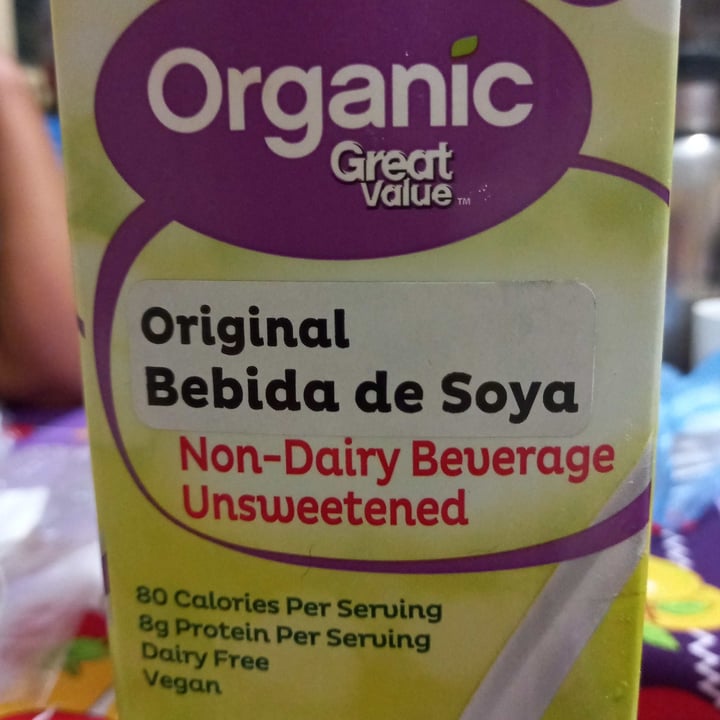 Organic
Great
Value™
Original
Bebida de Soya
Non-Dairy Beverage
Unsweetened
80 Calories Per Serving
8g Protein Per Serving
Dairy Free
Vegan